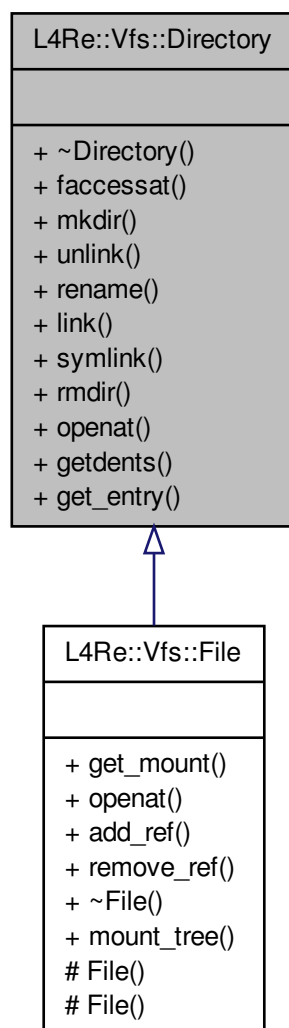 L4Re::Vfs::Directory
+ ~Directory()
+ faccessat()
+ mkdir()
+ unlink()
+ rename()
+ link()
+ symlink()
+ rmdir()
+ openat()
+ getdents()
+ get_entry()
L4Re::Vfs::File
+ get_mount()
+ openat()
+ add_ref()
+ remove_ref()
+ ~File()
+ mount_tree()
# File()
# File()